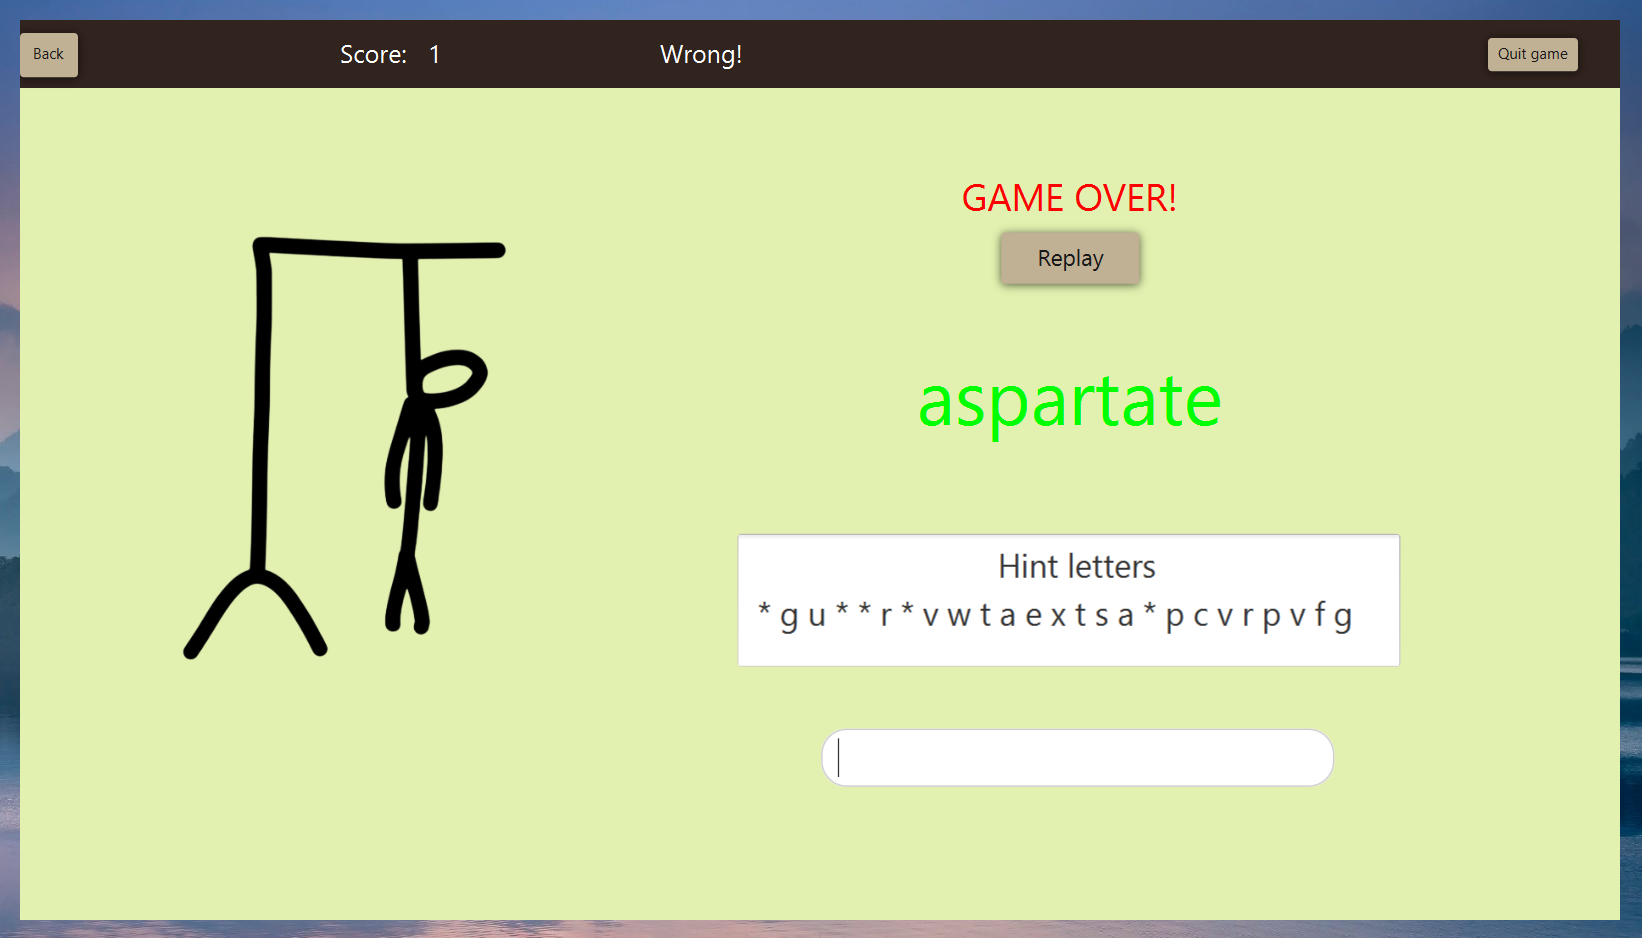 Back
Score: 1
Wrong!
Quit game
GAME OVER!
Replay
aspartate
Hint letters
* g u * * r * v w t a e x t s a * p c v r p v f g